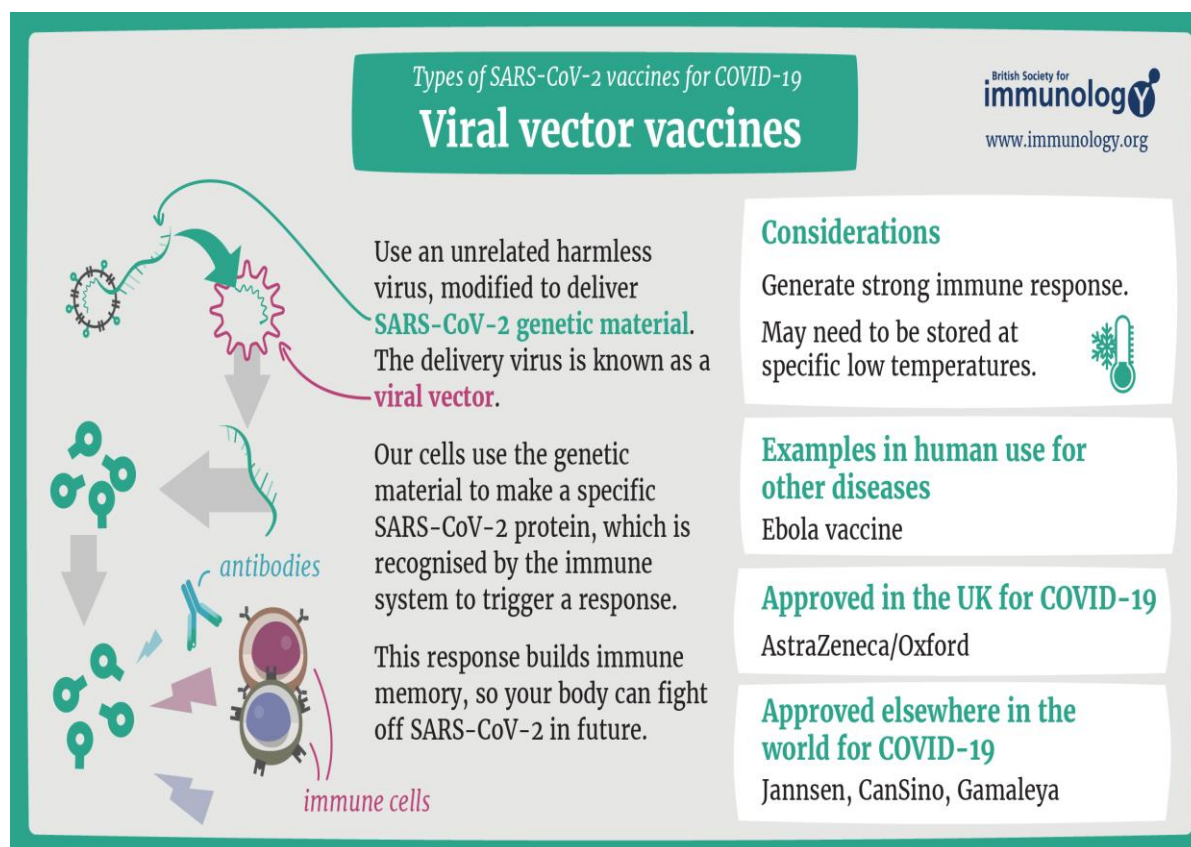 Types of SARS-CoV-2 vaccines for COVID-19
Viral vector vaccines
British Society for
immunology
www.immunology.org
Use an unrelated harmless
virus, modified to deliver
SARS-CoV-2 genetic material.
The delivery virus is known as a
viral vector.
Our cells use the genetic
material to make a specific
SARS-CoV-2 protein, which is
recognised by the immune
system to trigger a response.
This response builds immune
memory, so your body can fight
off SARS-CoV-2 in future.
antibodies
immune cells
Considerations
Generate strong immune response.
May need to be stored at
specific low temperatures.
Examples in human use for
other diseases
Ebola vaccine
Approved in the UK for COVID-19
AstraZeneca/Oxford
Approved elsewhere in the
world for COVID-19
Jannsen, CanSino, Gamaleya